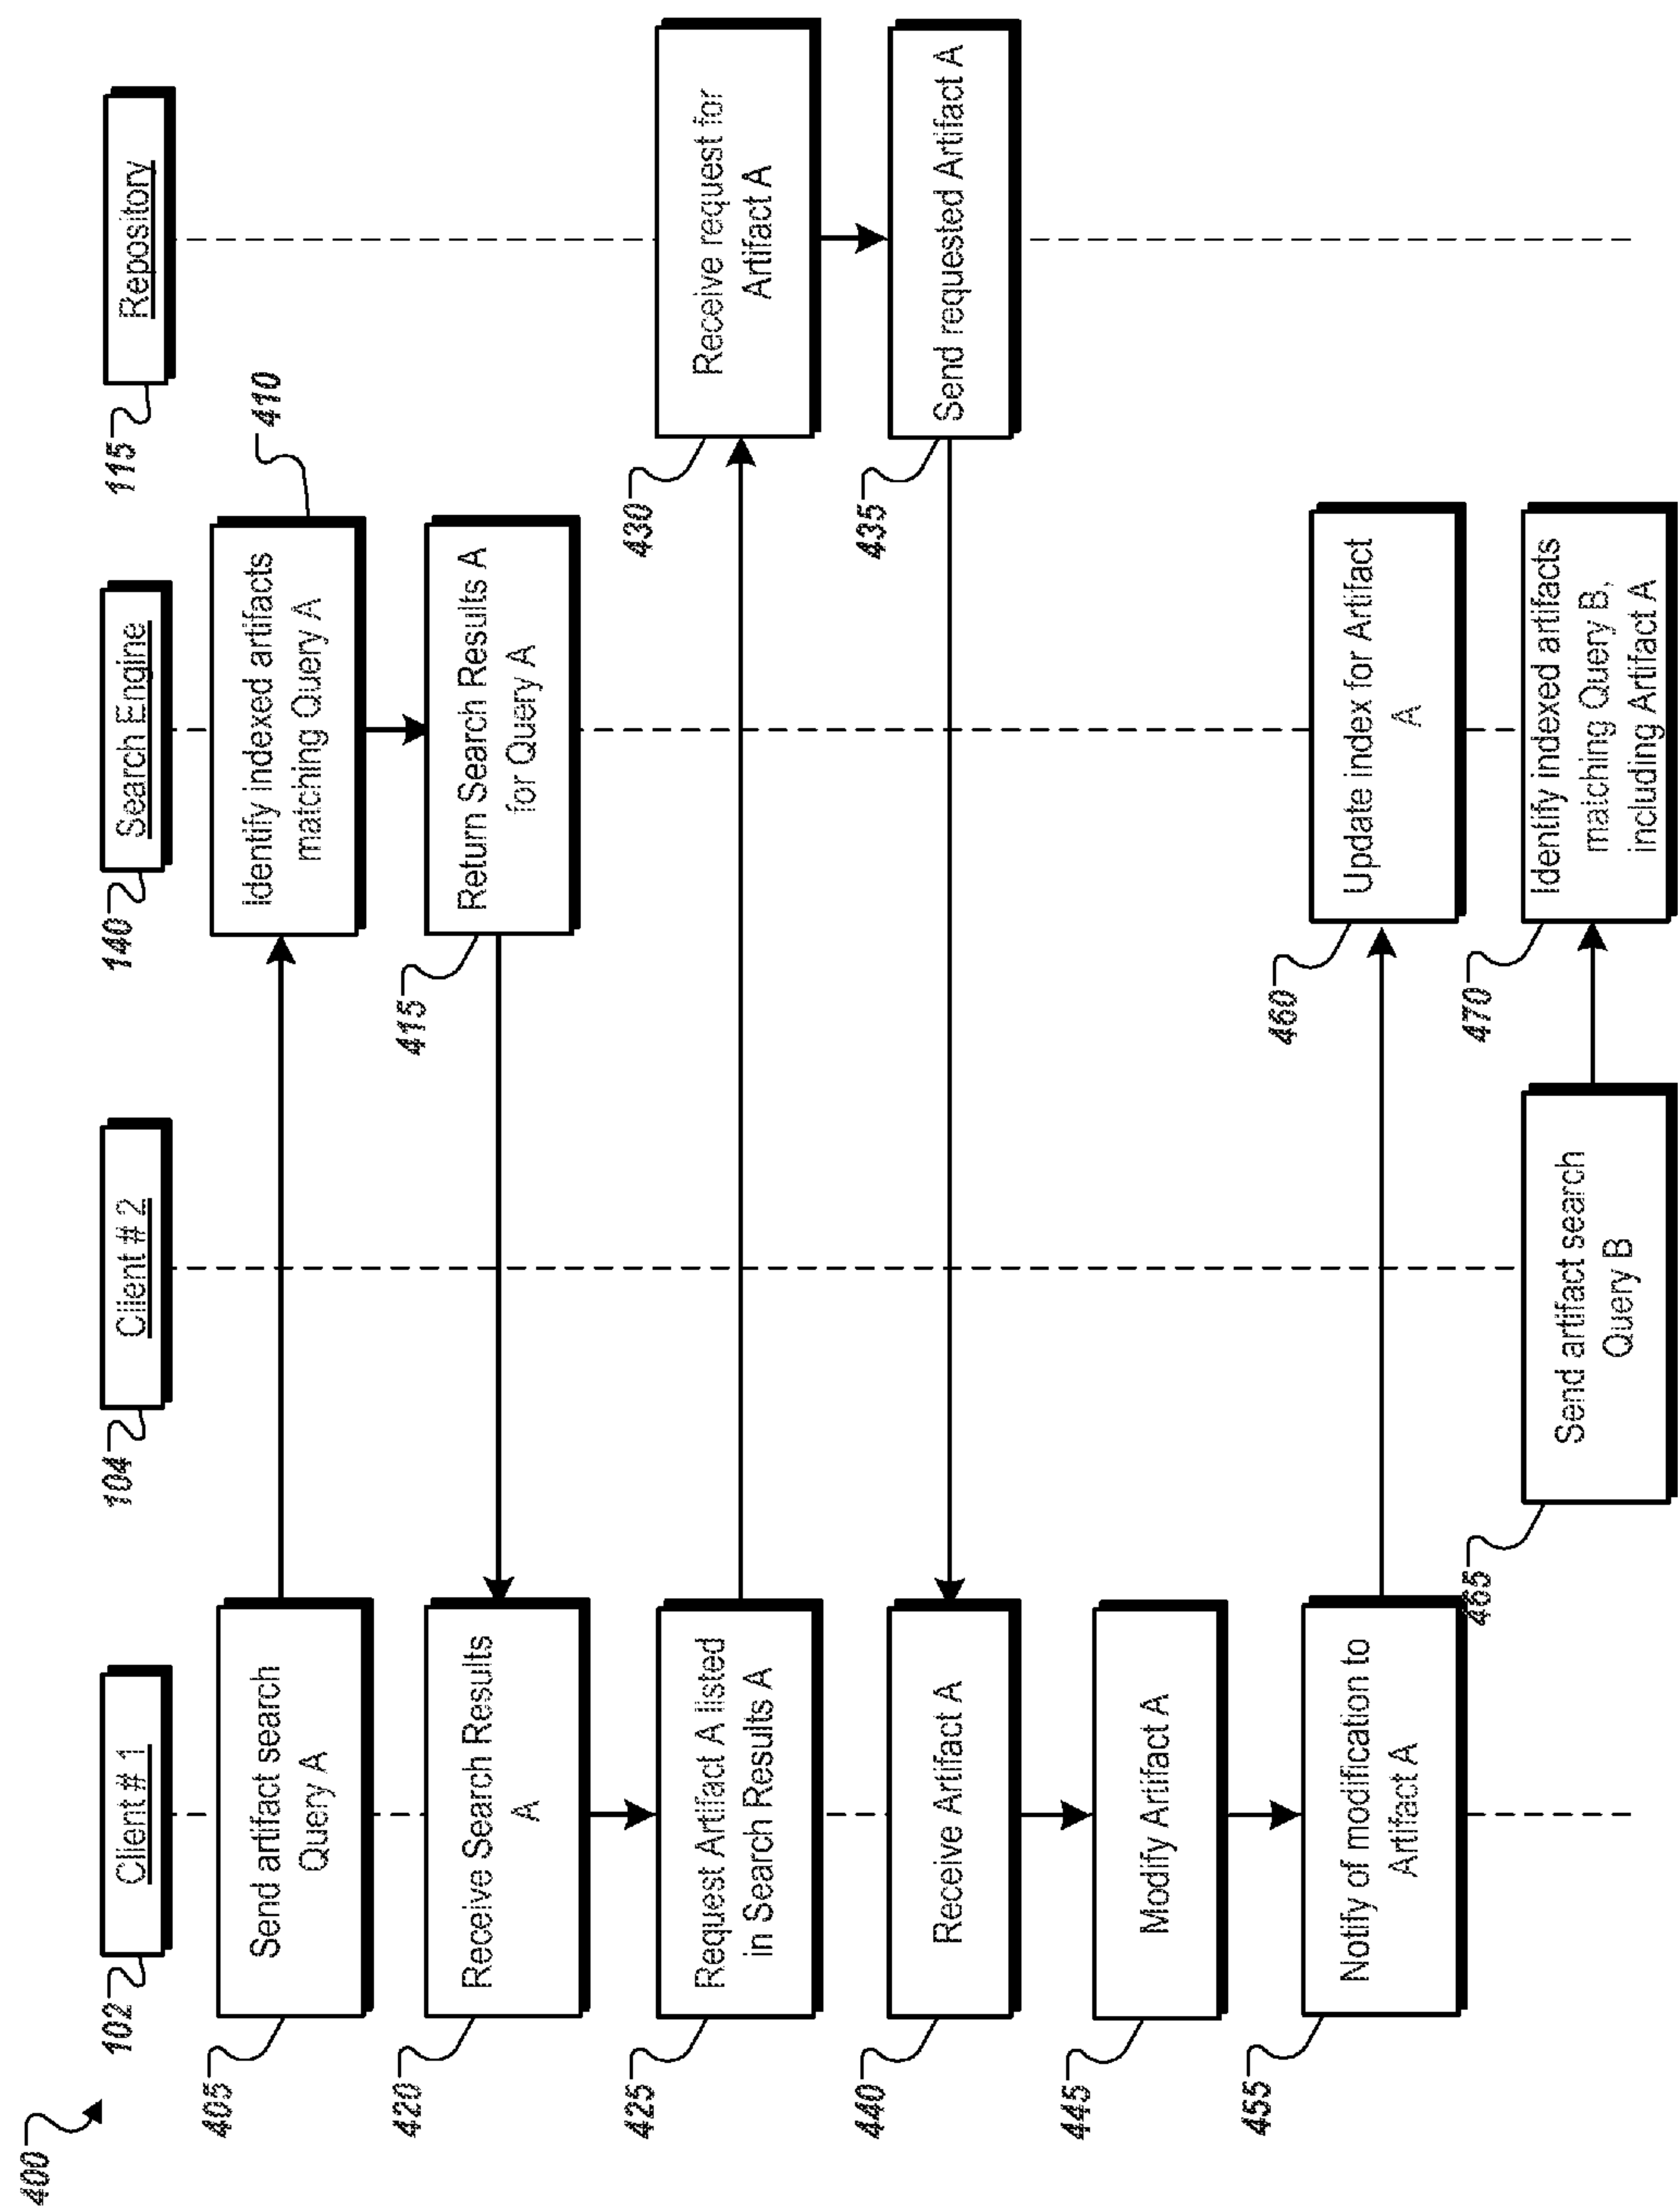 400
102
Client # 1
104
Client # 2
140
Search Engine
115
Repository
405
Send artifact search
Query A
410
Identify indexed artifacts
matching Query A
415
Return Search Results A
for Query A
420
Receive Search Results
A
425
Request Artifact A listed
in Search Results A
430
Receive request for
Artifact A
435
Send requested Artifact A
440
Receive Artifact A
445
Modify Artifact A
455
Notify of modification to
Artifact A
460
Update index for Artifact
A
465
Send artifact search
Query B
470
Identify indexed artifacts
matching Query B,
including Artifact A